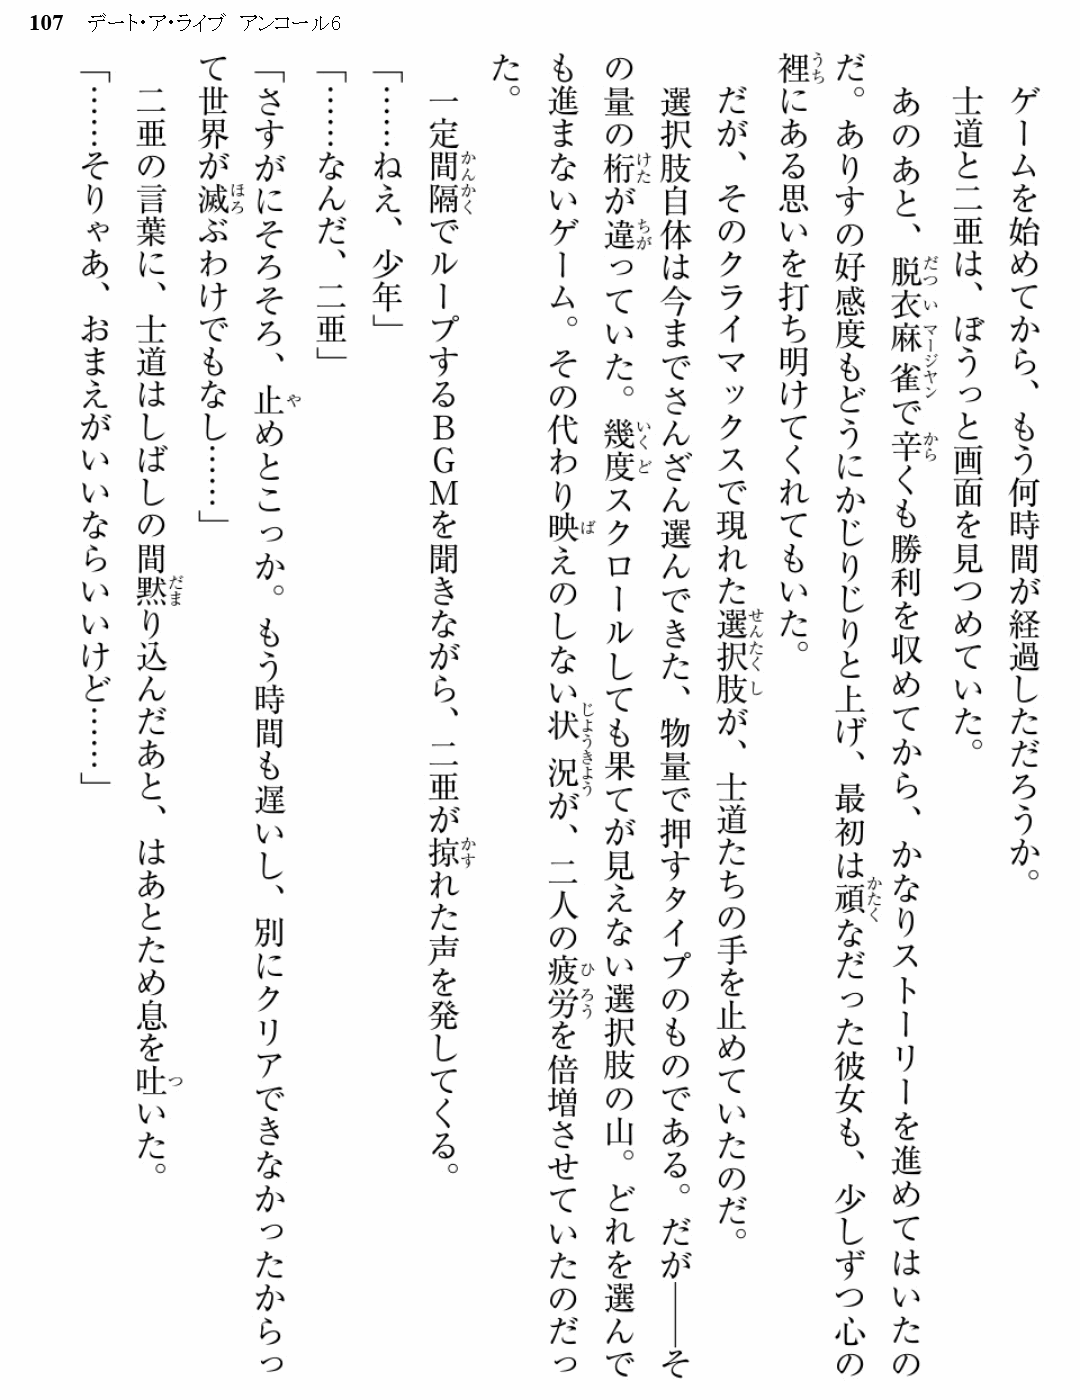 107 デート・ア・ライブ アンコール6
ゲームを始めてから、もう何時間が経過しただろうか。
士道と二亜は、ぼうっと画面を見つめていた。
あのあと、脱衣麻雀で辛くも勝利を収めてから、かなりストーリーを進めてはいたの
だ。ありすの好感度もどうにかじりじりと上げ、最初は頑なだった彼女も、少しずつ心の
裡にある思いを打ち明けてくれてもいた。
だが、そのクライマックスで現れた選択肢が、士道たちの手を止めていたのだ。
選択肢自体は今までさんざん選んできた、物量で押すタイプのものである。だが――そ
の量の桁が違っていた。幾度スクロールしても果てが見えない選択肢の山。どれを選んで
も進まないゲーム。その代わり映えのしない状況が、二人の疲労を倍増させていたのだっ
た。
一定間隔でループするBGMを聞きながら、二亜が掠れた声を発してくる。
「……ねえ、少年」
「……なんだ、二亜」
「さすがにそろそろ、止めとこっか。もう時間も遅いし、別にクリアできなかったからっ
て世界が滅ぶわけでもなし……」
二亜の言葉に、士道はしばしの間黙り込んだあと、はあとため息を吐いた。
「……そりゃあ、おまえがいいならいいけど……」